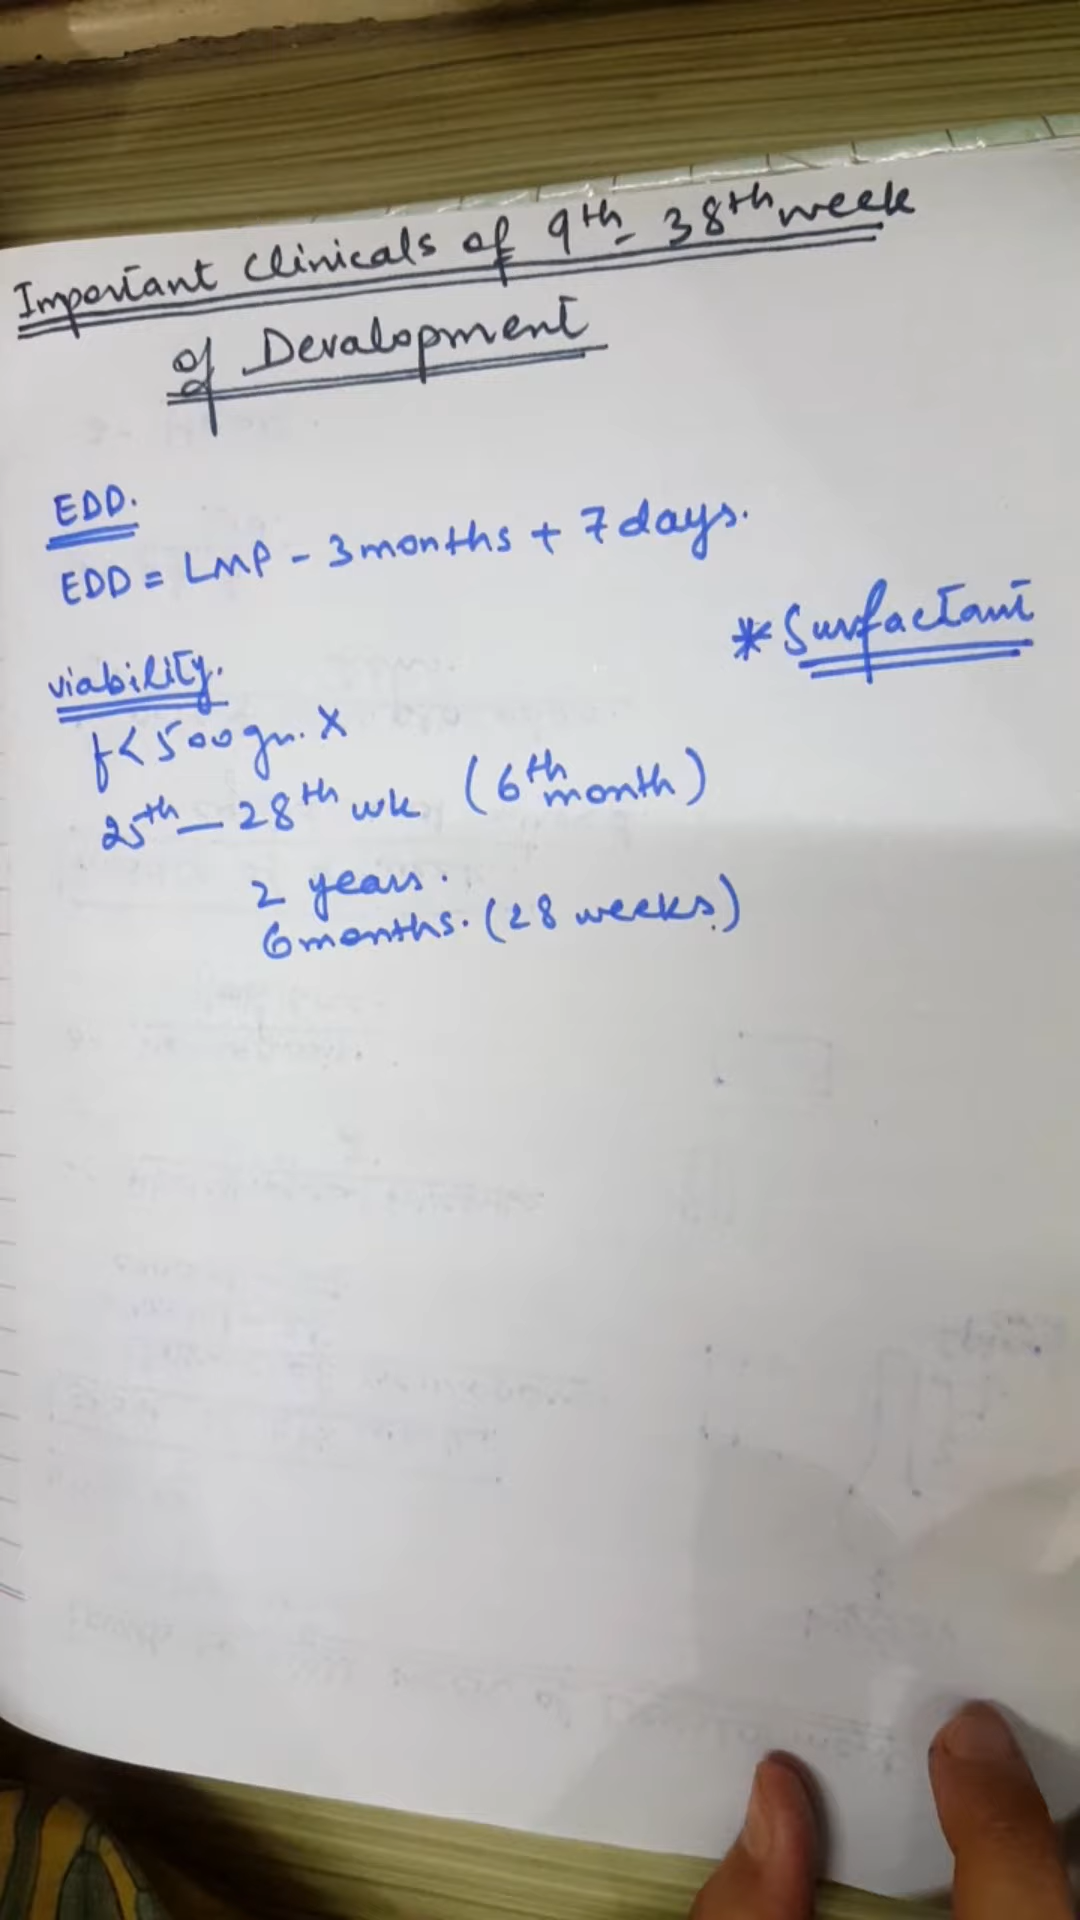 Important Clinicals of 9th - 38th week
of Devalopment
EDD.
EDD = LMP - 3 months + 7 days.
* Surfactant
viability.
f < 500 gm. X
25th — 28th wk (6th month)
2 years.
6 months. (28 weeks.)